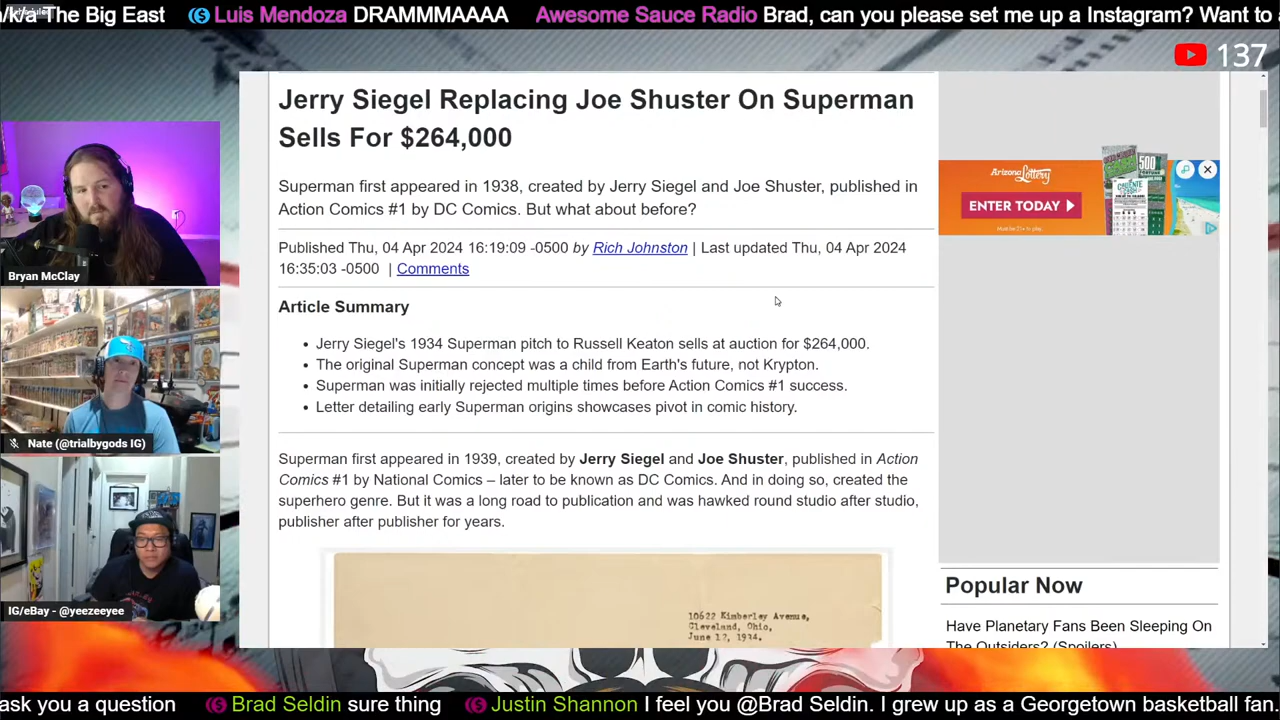 n/k The Big East Luis Mendoza DRAMMMAAAA Awesome Sauce Radio Brad, can you please set me up a Instagram? Want to
137
Jerry Siegel Replacing Joe Shuster On Superman
Sells For $264,000
Superman first appeared in 1938, created by Jerry Siegel and Joe Shuster, published in
Action Comics #1 by DC Comics. But what about before?
Published Thu, 04 Apr 2024 16:19:09 -0500 by Rich Johnston | Last updated Thu, 04 Apr 2024
16:35:03 -0500 | Comments
Article Summary
• Jerry Siegel's 1934 Superman pitch to Russell Keaton sells at auction for $264,000.
• The original Superman concept was a child from Earth's future, not Krypton.
• Superman was initially rejected multiple times before Action Comics #1 success.
• Letter detailing early Superman origins showcases pivot in comic history.
Superman first appeared in 1939, created by Jerry Siegel and Joe Shuster, published in Action
Comics #1 by National Comics – later to be known as DC Comics. And in doing so, created the
superhero genre. But it was a long road to publication and was hawked round studio after studio,
publisher after publisher for years.
10622 Kimberley Avenue,
Cleveland, Ohio,
June 12, 1934.
Arizona Lottery
ENTER TODAY
Must be 21+ to play.
500
Popular Now
Have Planetary Fans Been Sleeping On
The Outsiders? (Spoilers)
Bryan McClay
Nate (@trialbygods IG)
IG/eBay - @yeezeeyee
ask you a question Brad Seldin sure thing Justin Shannon I feel you @Brad Seldin. I grew up as a Georgetown basketball fan.